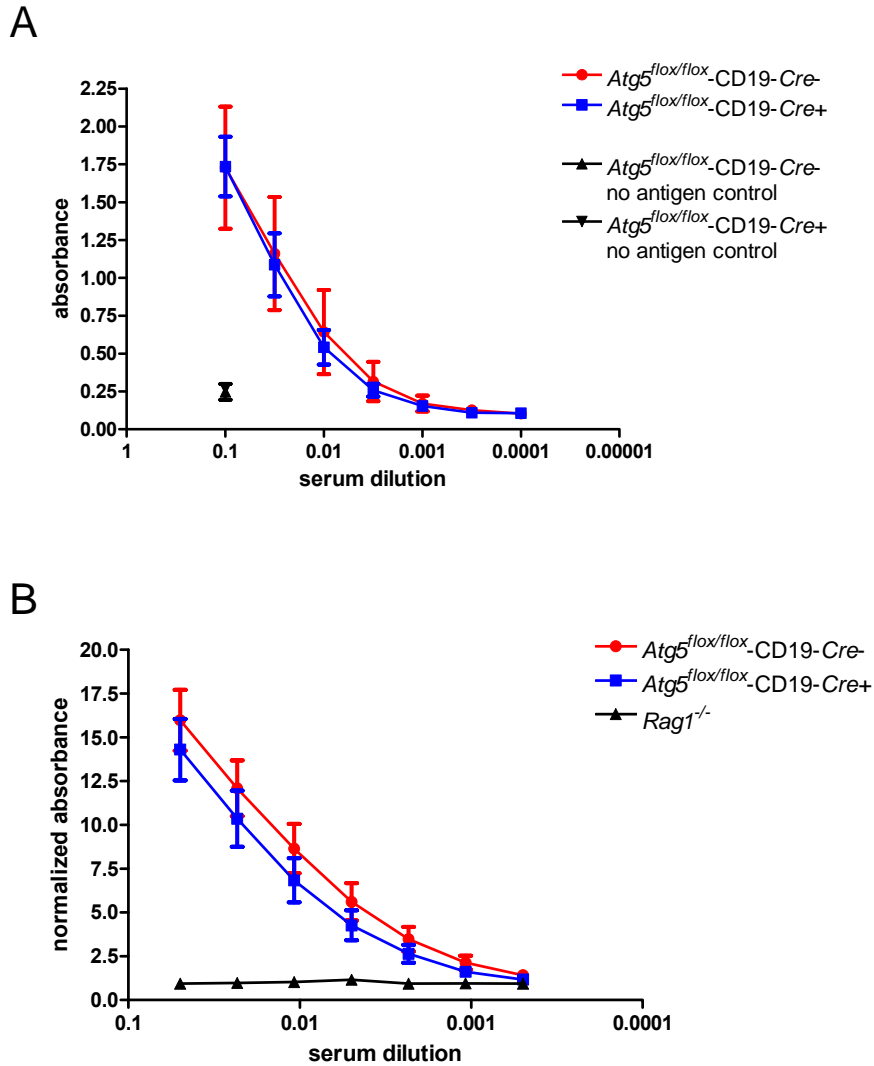 A
Atg5flox/flox-CD19-Cre-
Atg5flox/flox-CD19-Cre+
Atg5flox/flox-CD19-Cre-
no antigen control
Atg5flox/flox-CD19-Cre+
no antigen control
2.25
2.00
1.75
1.50
1.25
1.00
0.75
0.50
0.25
0.00
absorbance
1 0.1 0.01 0.001 0.0001 0.00001
serum dilution
B
Atg5flox/flox-CD19-Cre-
Atg5flox/flox-CD19-Cre+
Rag1-/-
20.0
17.5
15.0
12.5
10.0
7.5
5.0
2.5
0.0
normalized absorbance
0.1 0.01 0.001 0.0001
serum dilution